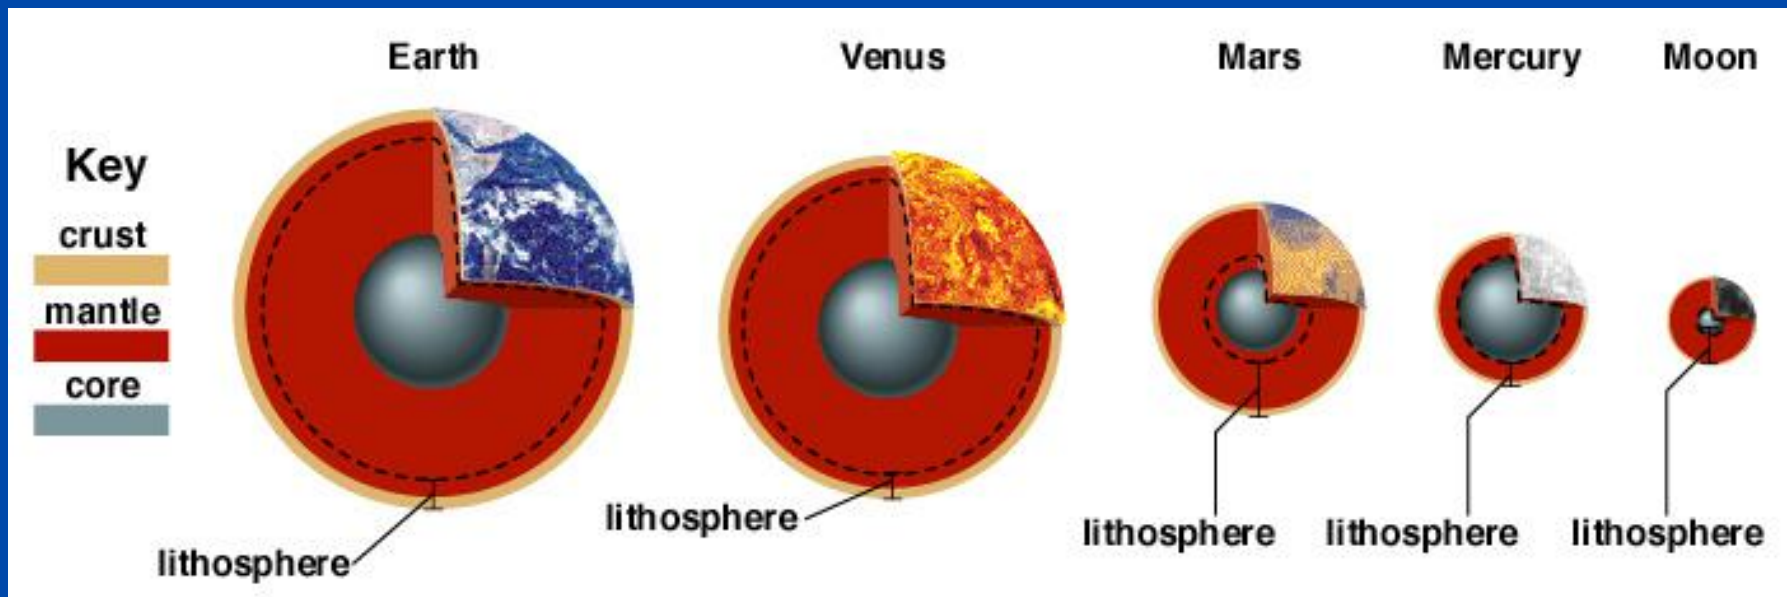 Earth
Venus
Mars
Mercury
Moon
Key
crust
mantle
core
lithosphere
lithosphere
lithosphere
lithosphere
lithosphere